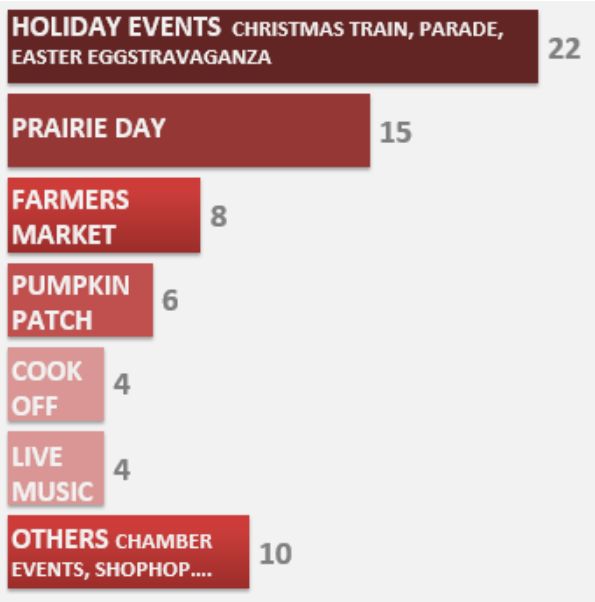 HOLIDAY EVENTS CHRISTMAS TRAIN, PARADE,
EASTER EGGSTRAVAGANZA
22
PRAIRIE DAY
15
FARMERS
MARKET
8
PUMPKIN
PATCH
6
COOK
OFF
4
LIVE
MUSIC
4
OTHERS CHAMBER
EVENTS, SHOPHOP....
10